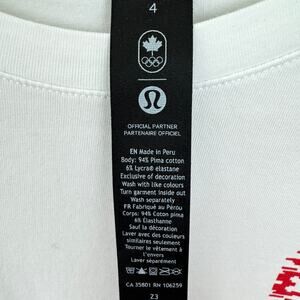 4
OFFICIAL PARTNER
PARTENAIRE OFFICIEL
EN Made in Peru
Body: 94% Pima cotton
6% Lycra® elastane
Exclusive of decoration
Wash with like colours
Turn garment inside out
Wash separately
FR Fabriqué au Pérou
Corps: 94% Coton pima
6% Élasthanne
Sauf la décoration
Laver avec des couleurs
similaires seulement
Tourner le vêtement à
l'envers
Laver séparément
CA 35801 RN 106259
Z3